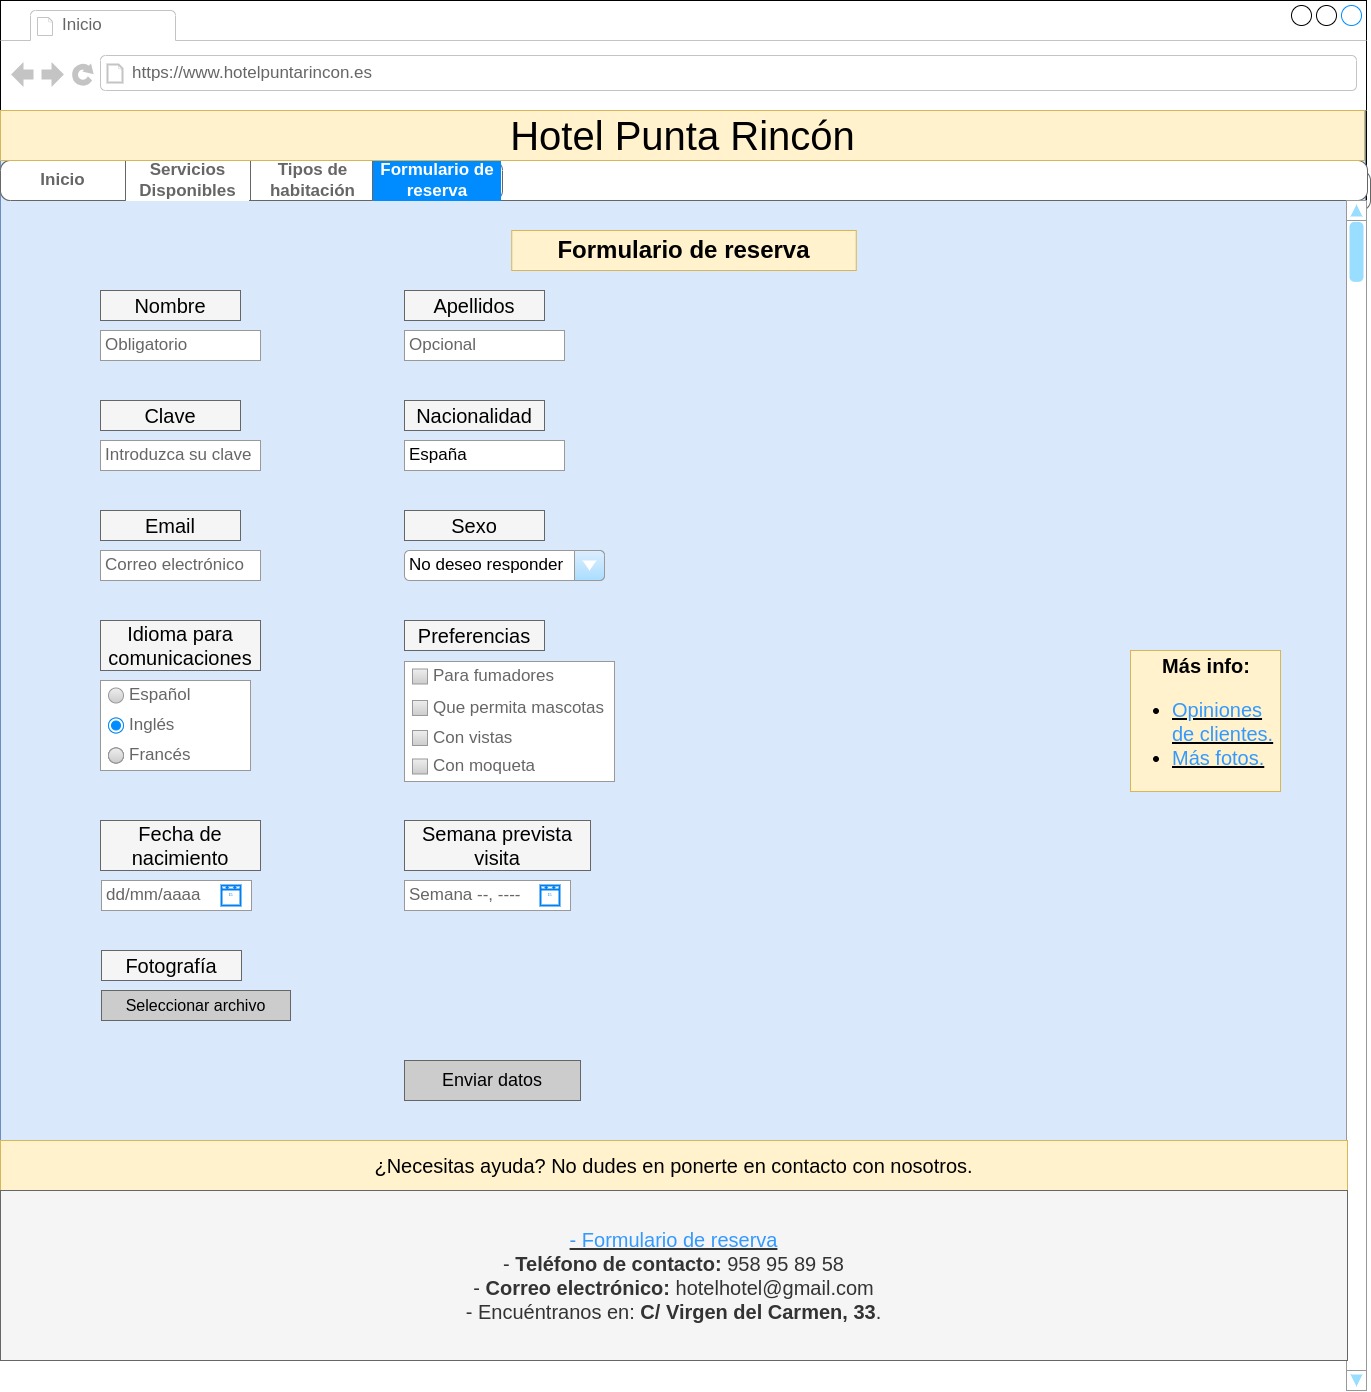 Inicio
https://www.hotelpuntarincon.es
Hotel Punta Rincón
Inicio
Servicios
Disponibles
Tipos de
habitación
Formulario de
reserva
Formulario de reserva
Nombre
Apellidos
Obligatorio
Opcional
Clave
Nacionalidad
Introduzca su clave
España
Email
Sexo
Correo electrónico
No deseo responder
Idioma para
comunicaciones
Español
Inglés
Francés
Preferencias
Para fumadores
Que permita mascotas
Con vistas
Con moqueta
Más info:
• Opiniones
de clientes.
• Más fotos.
Fecha de
nacimiento
Semana prevista
visita
dd/mm/aaaa
Semana --, ----
Fotografía
Seleccionar archivo
Enviar datos
¿Necesitas ayuda? No dudes en ponerte en contacto con nosotros.
- Formulario de reserva
- Teléfono de contacto: 958 95 89 58
- Correo electrónico: hotelhotel@gmail.com
- Encuéntranos en: C/ Virgen del Carmen, 33.